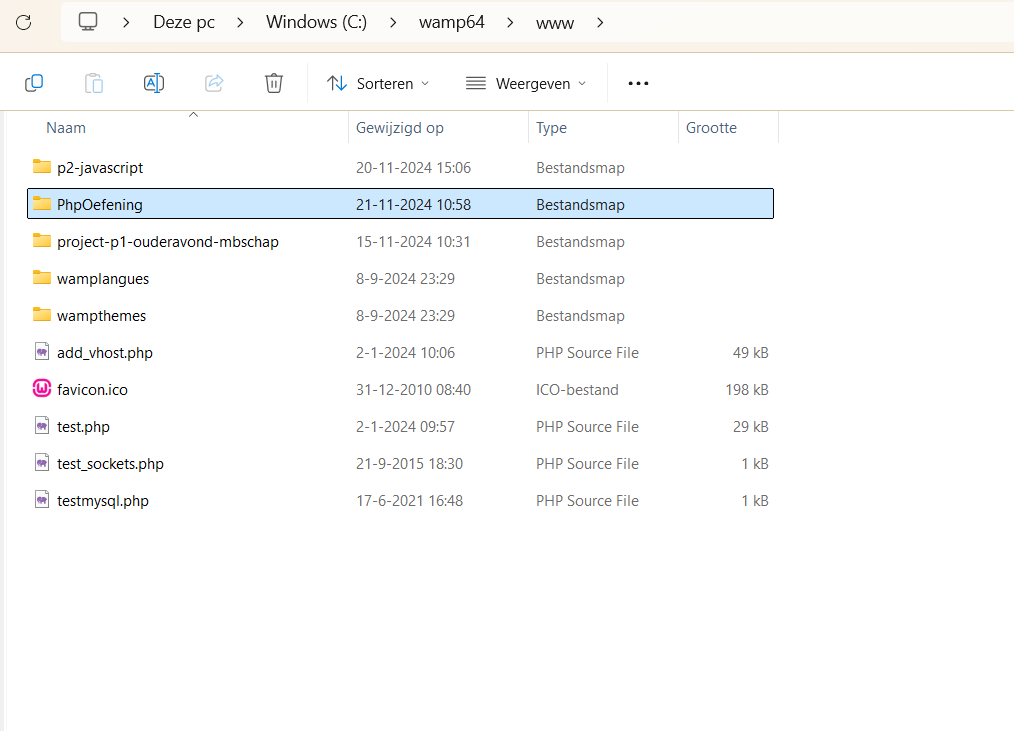 Deze pc Windows (C:) wamp64 www
Sorteren Weergeven
Naam Gewijzigd op Type Grootte
p2-javascript 20-11-2024 15:06 Bestandsmap
PhpOefening 21-11-2024 10:58 Bestandsmap
project-p1-ouderavond-mbschap 15-11-2024 10:31 Bestandsmap
wamplangues 8-9-2024 23:29 Bestandsmap
wampthemes 8-9-2024 23:29 Bestandsmap
add_vhost.php 2-1-2024 10:06 PHP Source File 49 kB
favicon.ico 31-12-2010 08:40 ICO-bestand 198 kB
test.php 2-1-2024 09:57 PHP Source File 29 kB
test_sockets.php 21-9-2015 18:30 PHP Source File 1 kB
testmysql.php 17-6-2021 16:48 PHP Source File 1 kB